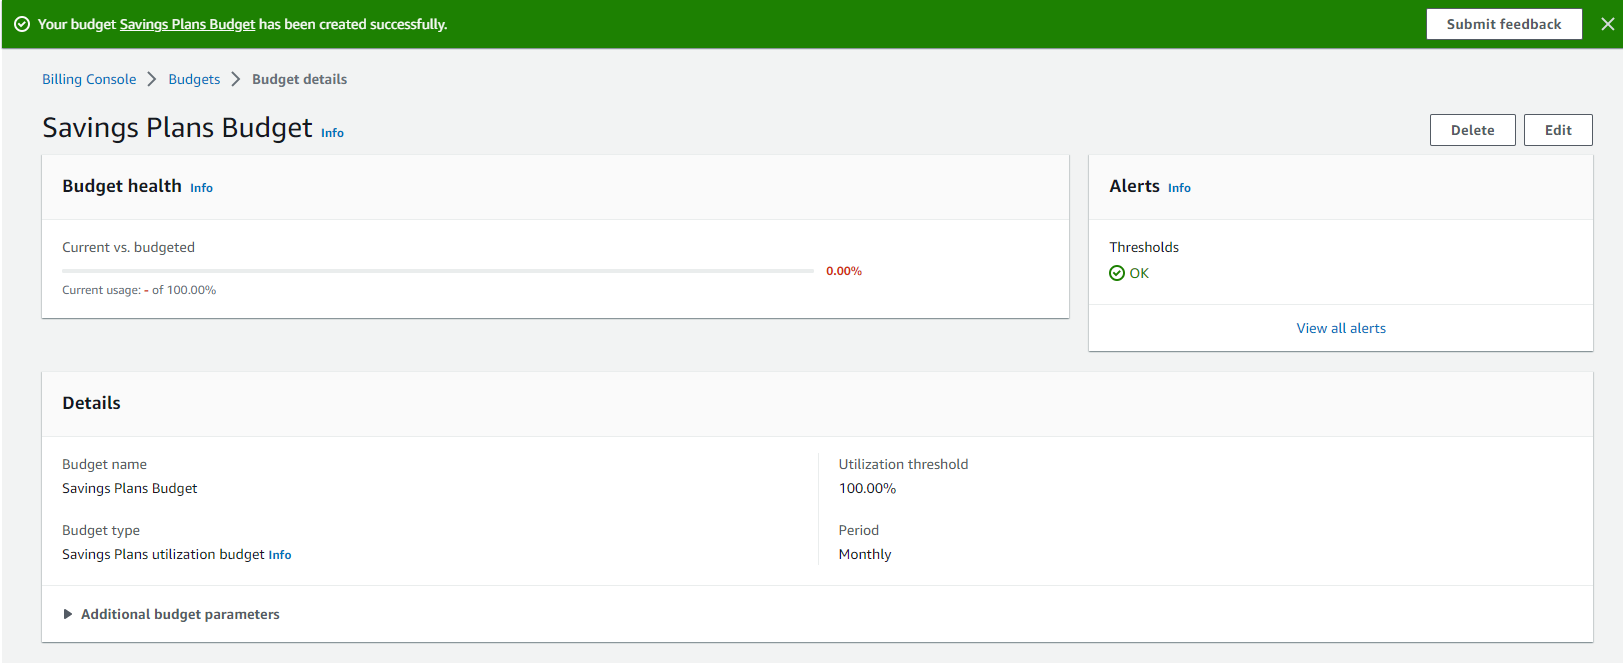 Your budget Savings Plans Budget has been created successfully.
Submit feedback
Billing Console
Budgets
Budget details
Savings Plans Budget Info
Delete
Edit
Budget health Info
Current vs. budgeted
0.00%
Current usage: - of 100.00%
Alerts Info
Thresholds
OK
View all alerts
Details
Budget name
Savings Plans Budget
Budget type
Savings Plans utilization budget Info
Utilization threshold
100.00%
Period
Monthly
Additional budget parameters